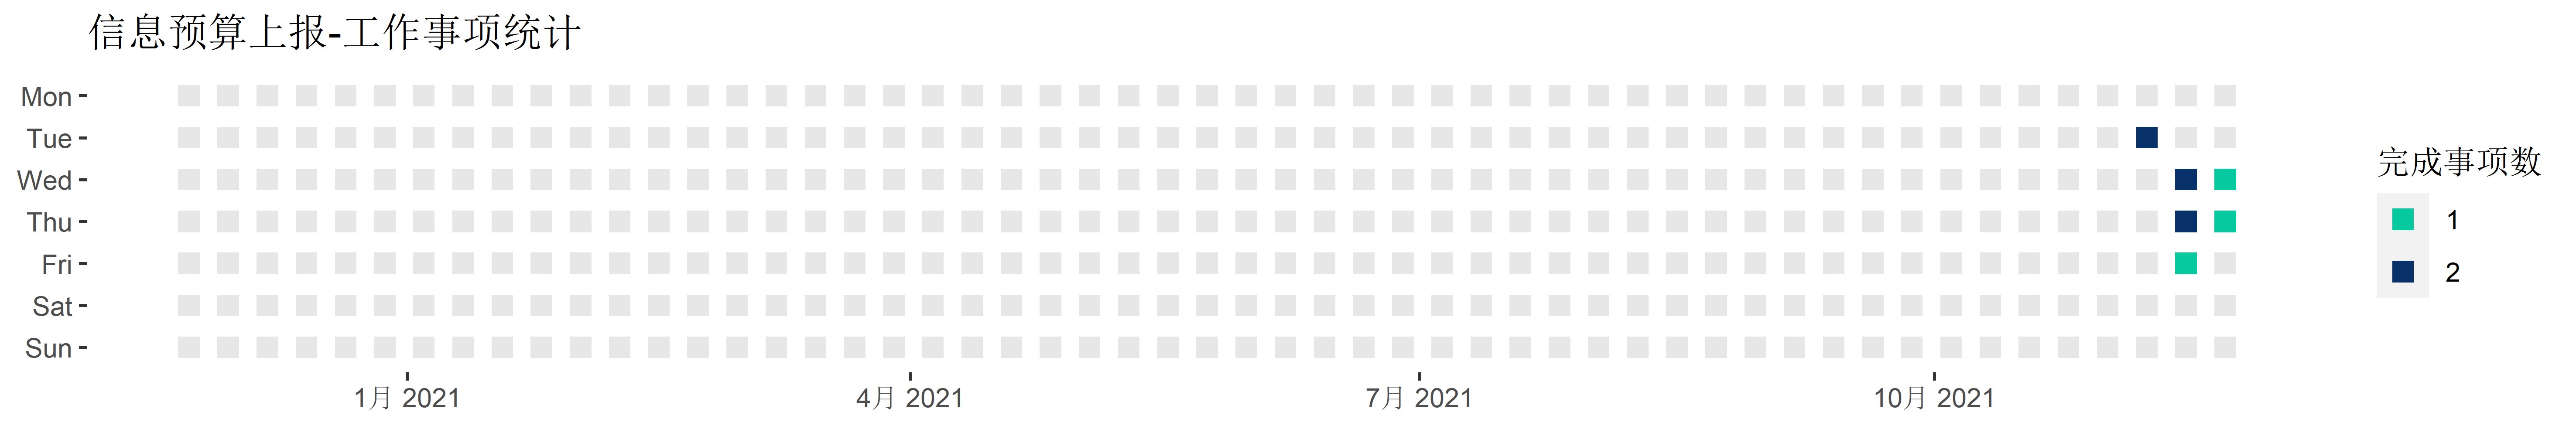 信息预算上报-工作事项统计
Mon
Tue
Wed
Thu
Fri
Sat
Sun
1月 2021
4月 2021
7月 2021
10月 2021
完成事项数
1
2